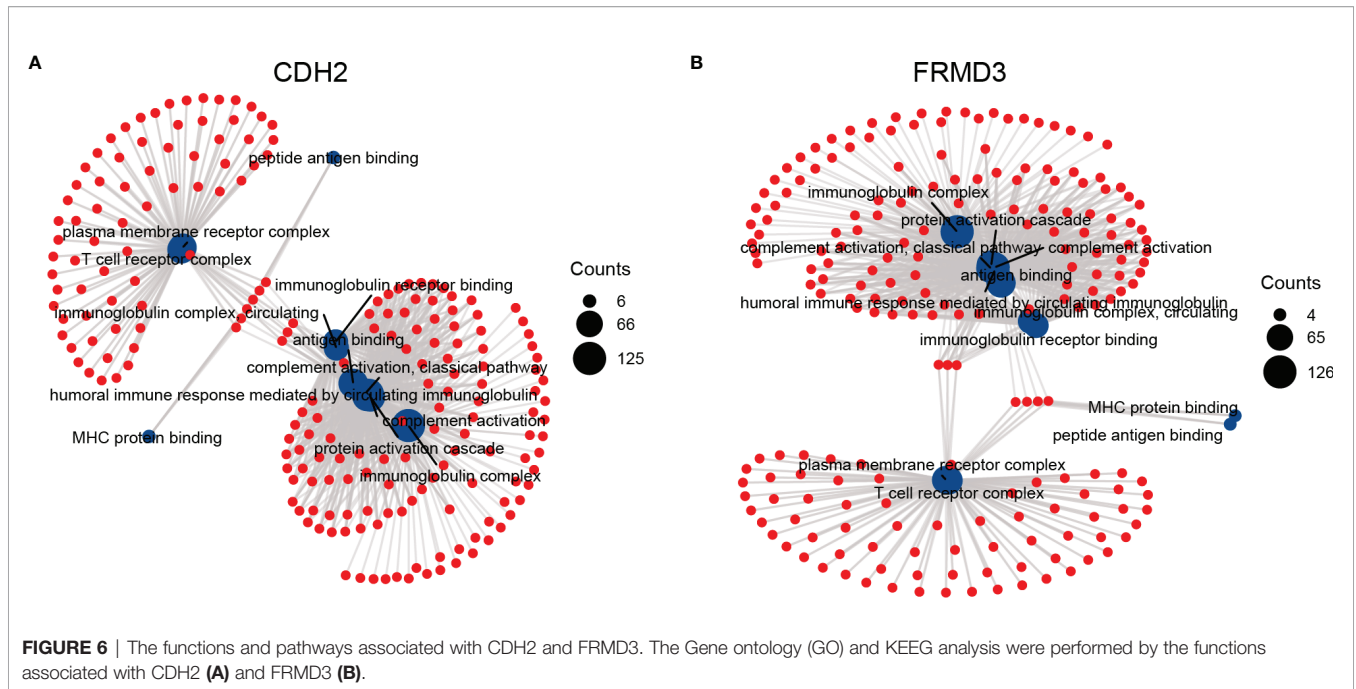 A
CDH2
peptide antigen binding
plasma membrane receptor complex
T cell receptor complex
immunoglobulin receptor binding
immunoglobulin complex, circulating
antigen binding
complement activation, classical pathway
humoral immune response mediated by circulating immunoglobulin
complement activation
MHC protein binding
protein activation cascade
immunoglobulin complex
Counts
6
66
125
B
FRMD3
immunoglobulin complex
protein activation cascade
complement activation, classical pathway
complement activation
antigen binding
humoral immune response mediated by circulating immunoglobulin
immunoglobulin complex, circulating
immunoglobulin receptor binding
MHC protein binding
peptide antigen binding
plasma membrane receptor complex
T cell receptor complex
Counts
4
65
126
FIGURE 6 | The functions and pathways associated with CDH2 and FRMD3. The Gene ontology (GO) and KEEG analysis were performed by the functions
associated with CDH2 (A) and FRMD3 (B).